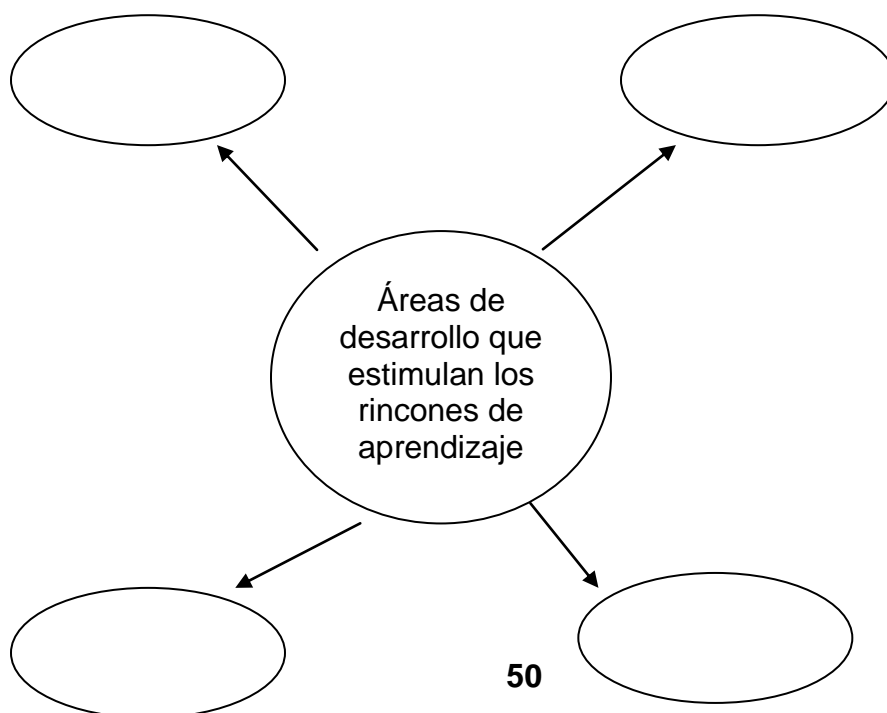 Áreas de
desarrollo que
estimulan los
rincones de
aprendizaje
50